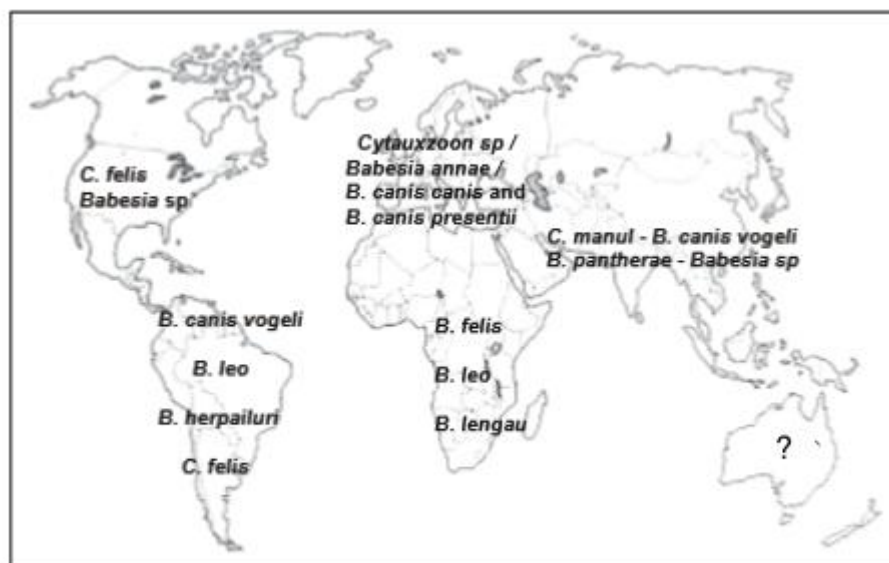 C. felis
Babesia sp
Cytauxzoon sp /
Babesia annae /
B. canis canis and
B. canis presentii
C. manul - B. canis vogeli
B. pantherae - Babesia sp
B. canis vogeli
B. leo
B. herpailuri
C. felis
B. felis
B. leo
B. lengau
?